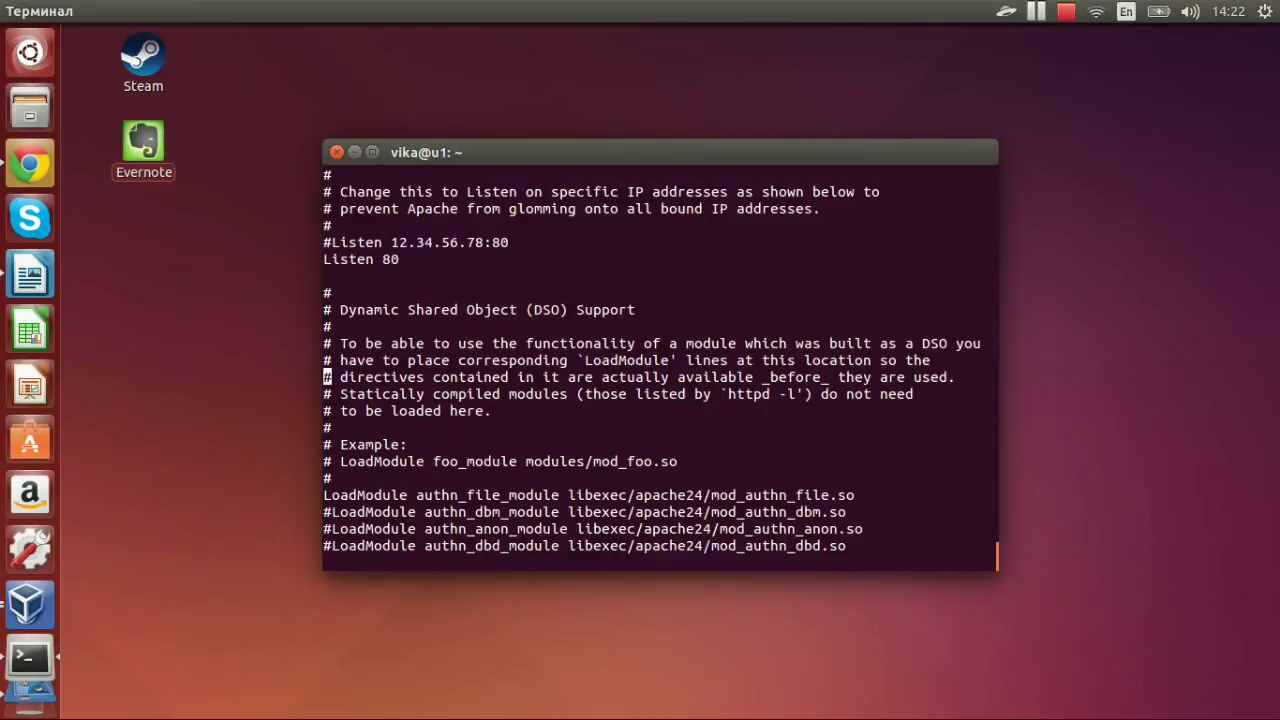 Терминал
En
14:22
Steam
Evernote
vika@u1: ~
#
# Change this to Listen on specific IP addresses as shown below to
# prevent Apache from glomming onto all bound IP addresses.
#
#Listen 12.34.56.78:80
Listen 80
#
# Dynamic Shared Object (DSO) Support
#
# To be able to use the functionality of a module which was built as a DSO you
# have to place corresponding `LoadModule' lines at this location so the
# directives contained in it are actually available _before_ they are used.
# Statically compiled modules (those listed by `httpd -l') do not need
# to be loaded here.
#
# Example:
# LoadModule foo_module modules/mod_foo.so
#
LoadModule authn_file_module libexec/apache24/mod_authn_file.so
#LoadModule authn_dbm_module libexec/apache24/mod_authn_dbm.so
#LoadModule authn_anon_module libexec/apache24/mod_authn_anon.so
#LoadModule authn_dbd_module libexec/apache24/mod_authn_dbd.so